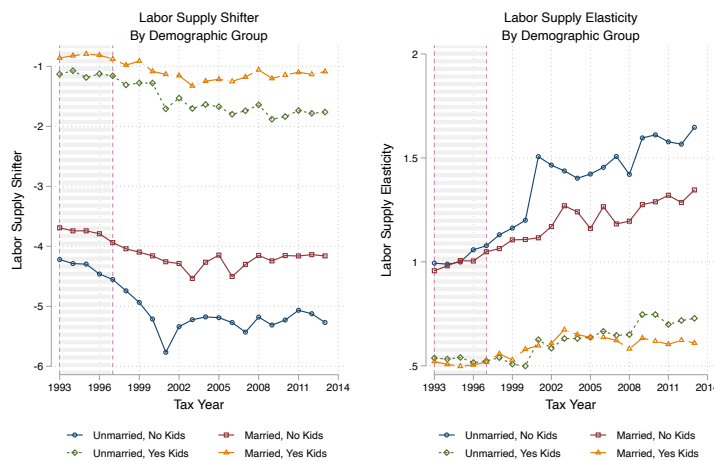 Labor Supply Shifter
By Demographic Group
-1
-2
-3
-4
-5
-6
Labor Supply Shifter
1993
1996
1999
2002
2005
2008
2011
2014
Tax Year
Unmarried, No Kids
Married, No Kids
Unmarried, Yes Kids
Married, Yes Kids
Labor Supply Elasticity
By Demographic Group
2
1.5
1
.5
Labor Supply Elasticity
1993
1996
1999
2002
2005
2008
2011
2014
Tax Year
Unmarried, No Kids
Married, No Kids
Unmarried, Yes Kids
Married, Yes Kids